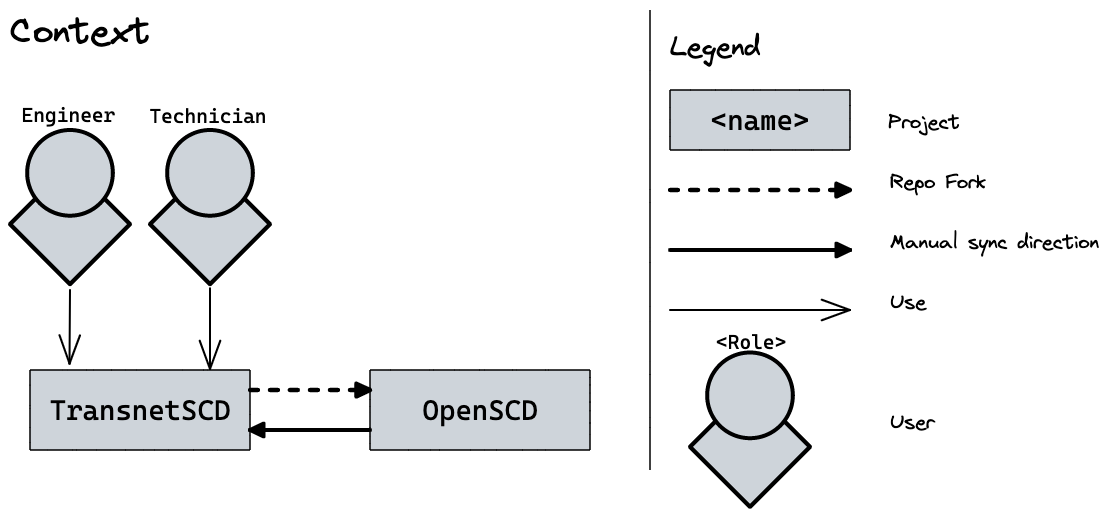 Context
Engineer
Technician
TransnetSCD
OpenSCD
Legend
<name>
Project
Repo Fork
Manual sync direction
Use
<Role>
User